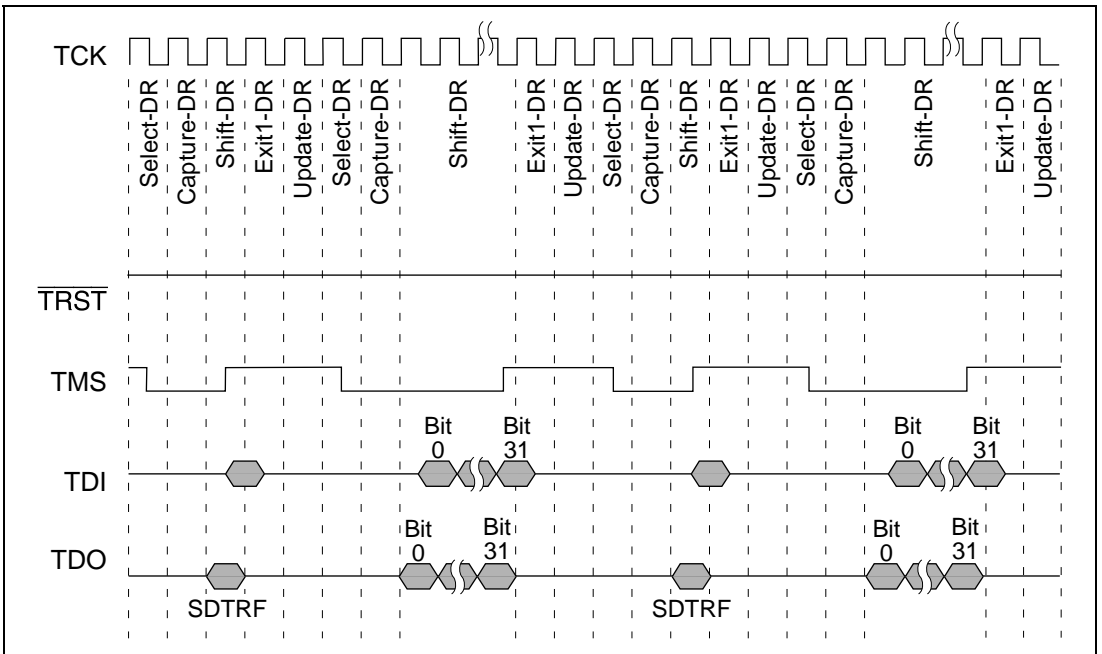 TCK
Select-DR
Capture-DR
Shift-DR
Exit1-DR
Update-DR
Select-DR
Capture-DR
Shift-DR
Exit1-DR
Update-DR
Select-DR
Capture-DR
Shift-DR
Exit1-DR
Update-DR
Select-DR
Capture-DR
Shift-DR
Exit1-DR
Update-DR
TRST
TMS
Bit
0
Bit
31
Bit
0
Bit
31
TDI
Bit
0
Bit
31
Bit
0
Bit
31
TDO
SDTRF
SDTRF